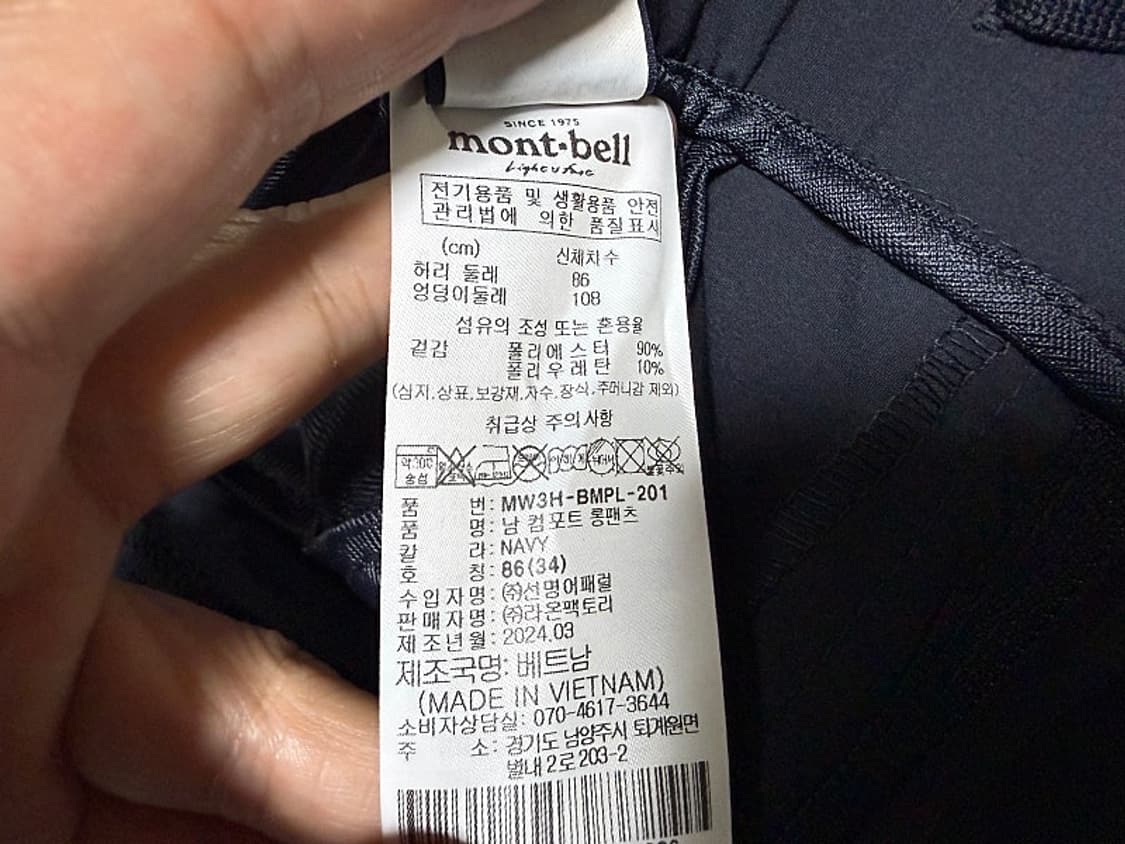 SINCE 1975
mont-bell
Light & Fast
전기용품 및 생활용품 안전
관리법에 의한 품질표시
(cm) 신체차수
허리 둘레 86
엉덩이둘레 108
섬유의 조성 또는 혼용율
겉감 폴리에스터 90%
폴리우레탄 10%
(심지,상표,보강재,자수,장식,주머니감 제외)
취급상 주의사항
약30℃
중성
품 번: MW3H-BMPL-201
품 명: 남 컴포트 롱팬츠
칼 라: NAVY
호 칭: 86(34)
수입자명: ㈜선명어패럴
판매자명: ㈜라온팩토리
제조년월: 2024.03
제조국명: 베트남
(MADE IN VIETNAM)
소비자상담실: 070-4617-3644
주 소: 경기도 남양주시 퇴계원면
별내2로 203-2